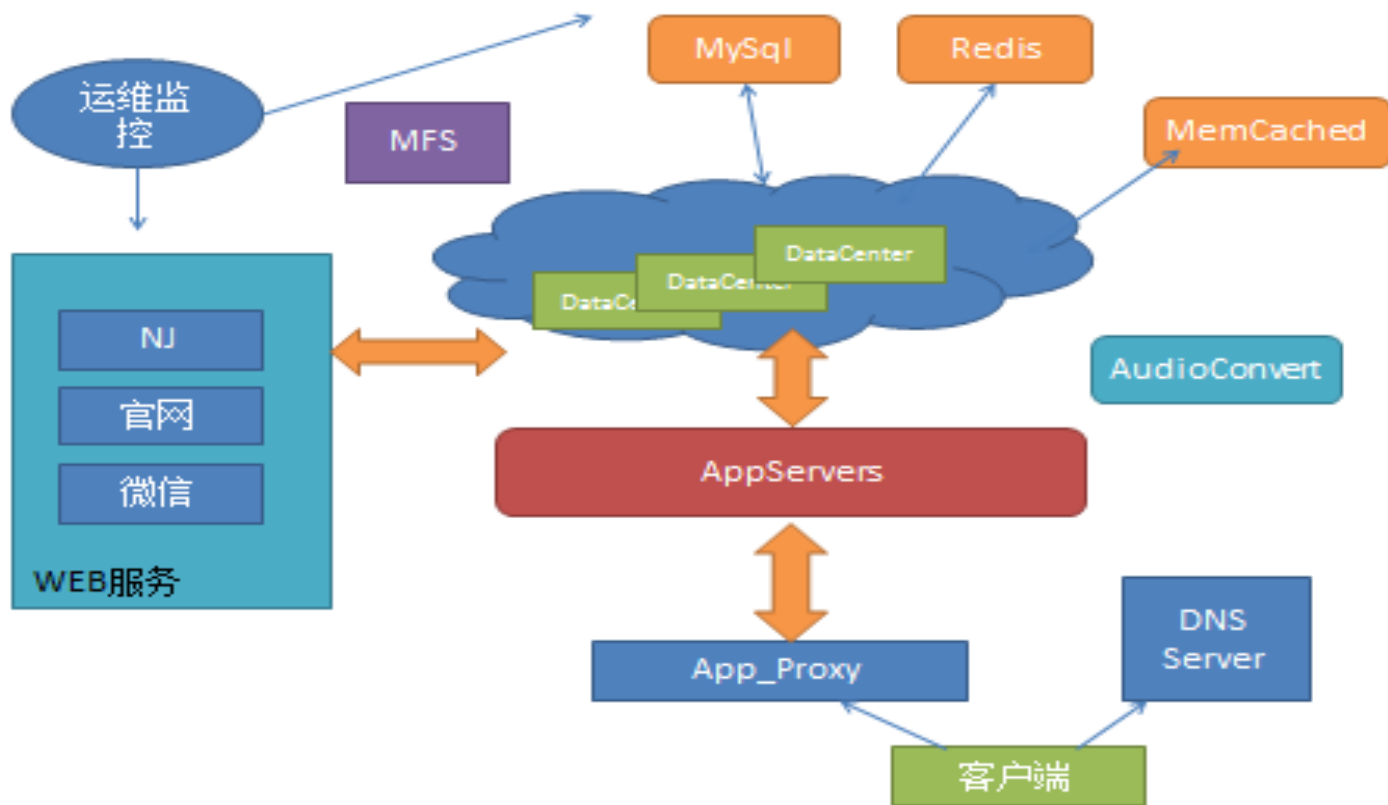 MySql
Redis
运维监
控
MFS
MemCached
DataCenter
DataCenter
DataCe
NJ
官网
微信
WEB服务
AudioConvert
AppServers
App_Proxy
DNS
Server
客户端